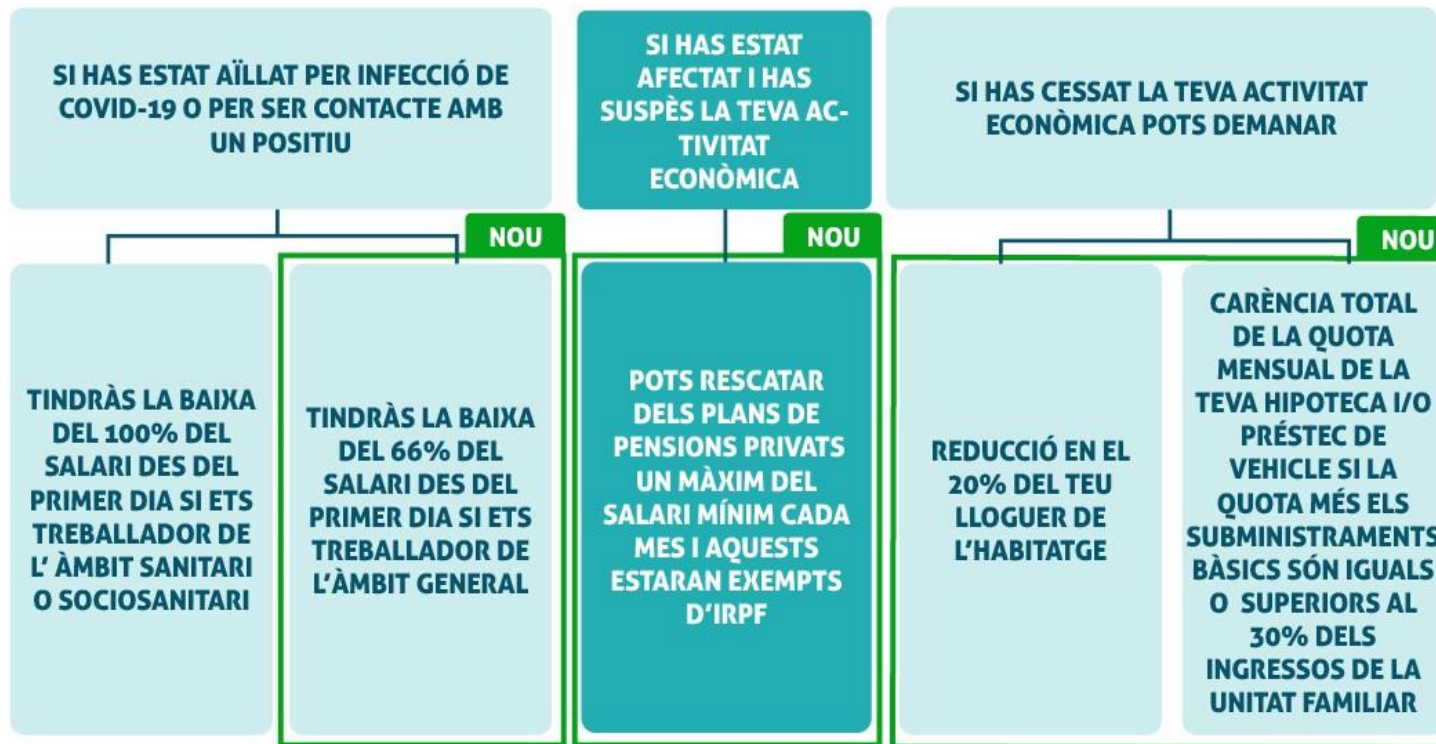 SI HAS ESTAT AÏLLAT PER INFECCIÓ DE
COVID-19 O PER SER CONTACTE AMB
UN POSITIU
SI HAS ESTAT
AFECTAT I HAS
SUSPÈS LA TEVA AC-
TIVITAT
ECONÒMICA
SI HAS CESSAT LA TEVA ACTIVITAT
ECONÒMICA POTS DEMANAR
NOU
NOU
NOU
TINDRÀS LA BAIXA
DEL 100% DEL
SALARI DES DEL
PRIMER DIA SI ETS
TREBALLADOR DE
L' ÀMBIT SANITARI
O SOCIOSANITARI
TINDRÀS LA BAIXA
DEL 66% DEL
SALARI DES DEL
PRIMER DIA SI ETS
TREBALLADOR DE
L'ÀMBIT GENERAL
POTS RESCATAR
DELS PLANS DE
PENSIONS PRIVATS
UN MÀXIM DEL
SALARI MÍNIM CADA
MES I AQUESTS
ESTARAN EXEMPTS
D'IRPF
REDUCCIÓ EN EL
20% DEL TEU
LLOGUER DE
L'HABITATGE
CARÈNCIA TOTAL
DE LA QUOTA
MENSUAL DE LA
TEVA HIPOTECA I/O
PRÉSTEC DE
VEHICLE SI LA
QUOTA MÉS ELS
SUBMINISTRAMENTS
BÀSICS SÓN IGUALS
O SUPERIORS AL
30% DELS
INGRESSOS DE LA
UNITAT FAMILIAR